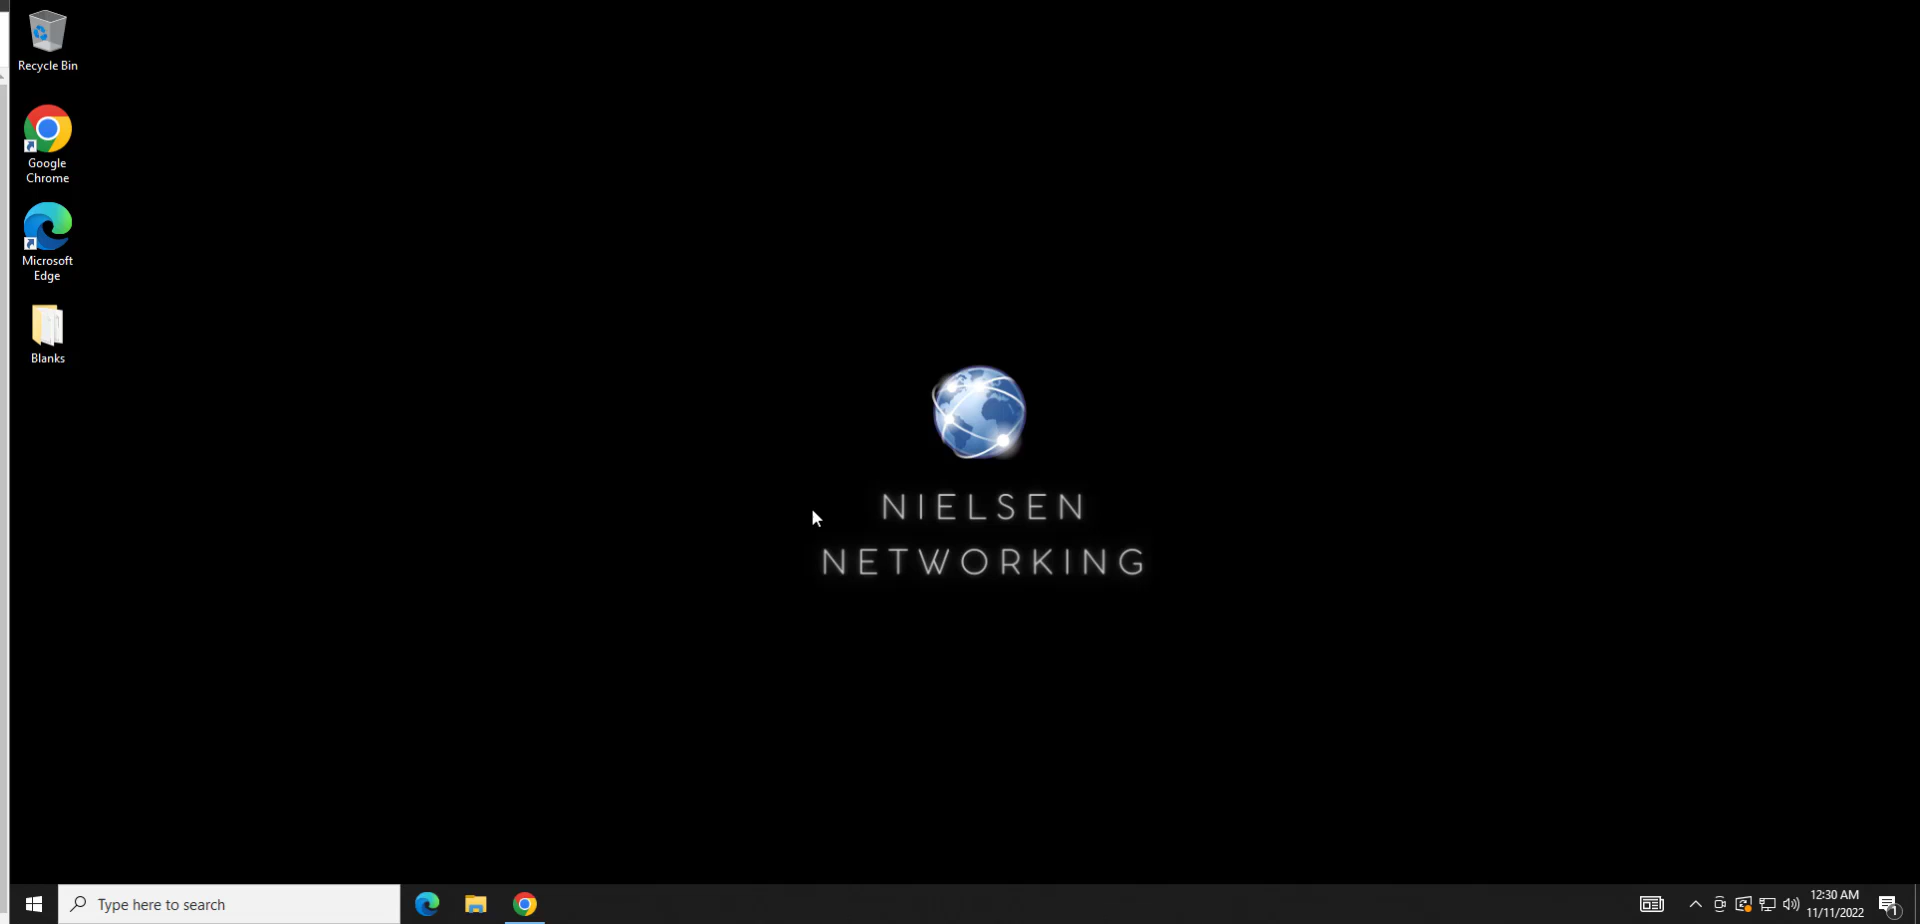 Recycle Bin
Google
Chrome
Microsoft
Edge
Blanks
NIELSEN
NETWORKING
Type here to search
12:30 AM
11/11/2022
1